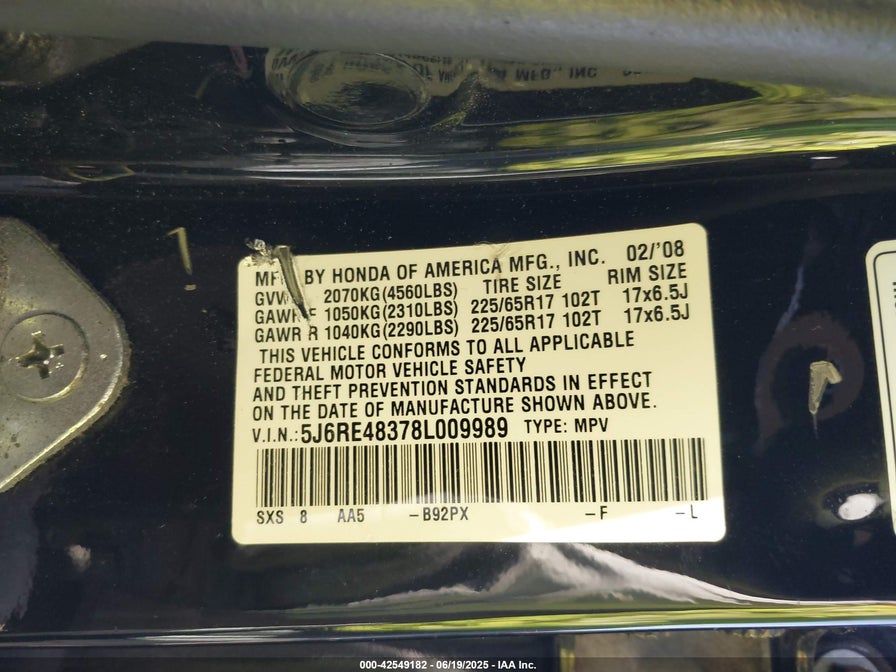 MFG., INC.
MFD BY HONDA OF AMERICA MFG., INC. 02/'08
GVW 2070KG(4560LBS) TIRE SIZE RIM SIZE
GAWR F 1050KG(2310LBS) 225/65R17 102T 17x6.5J
GAWR R 1040KG(2290LBS) 225/65R17 102T 17x6.5J
THIS VEHICLE CONFORMS TO ALL APPLICABLE
FEDERAL MOTOR VEHICLE SAFETY
AND THEFT PREVENTION STANDARDS IN EFFECT
ON THE DATE OF MANUFACTURE SHOWN ABOVE.
V.I.N.:5J6RE48378L009989 TYPE: MPV
SXS 8 AA5 -B92PX -F -L
000-42549182 - 06/19/2025 - IAA Inc.